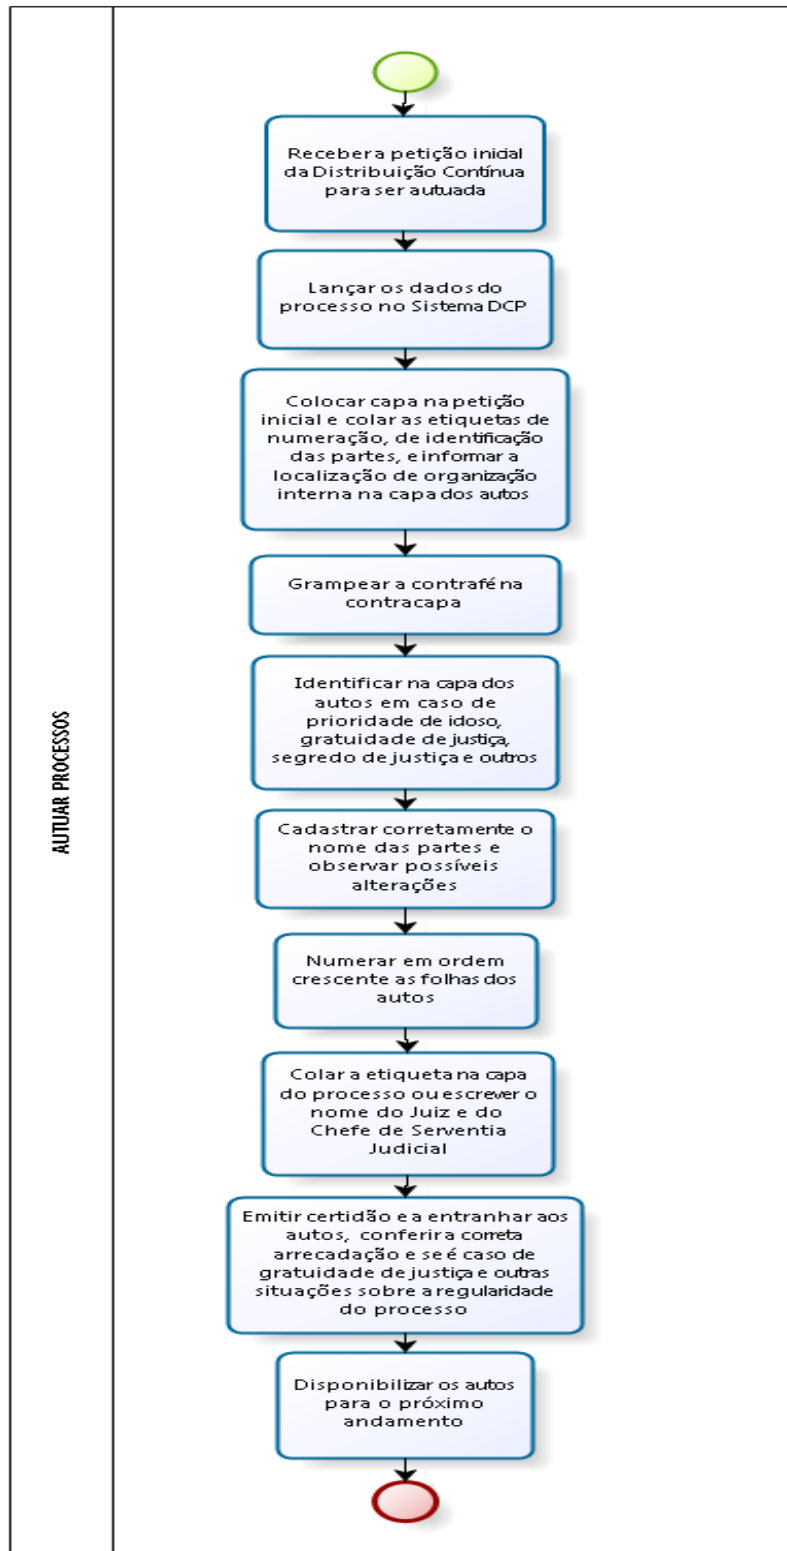 AUTUAR PROCESSOS
Receber a petição inicial
da Distribuição Contínua
para ser autuada
Lançar os dados do
processo no Sistema DCP
Colocar capa na petição
inicial e colar as etiquetas de
numeração, de identificação
das partes, e informar a
localização de organização
interna na capa dos autos
Grampear a contrafé na
contracapa
Identificar na capa dos
autos em caso de
prioridade de idoso,
gratuidade de justiça,
segredo de justiça e outros
Cadastrar corretamente o
nome das partes e
observar possíveis
alterações
Numerar em ordem
crescente as folhas dos
autos
Colar a etiqueta na capa
do processo ou escrever o
nome do Juiz e do
Chefe de Serventia
Judicial
Emitir certidão e a entranhar aos
autos, conferir a correta
arrecadação e se é caso de
gratuidade de justiça e outras
situações sobre a regularidade
do processo
Disponibilizar os autos
para o próximo
andamento